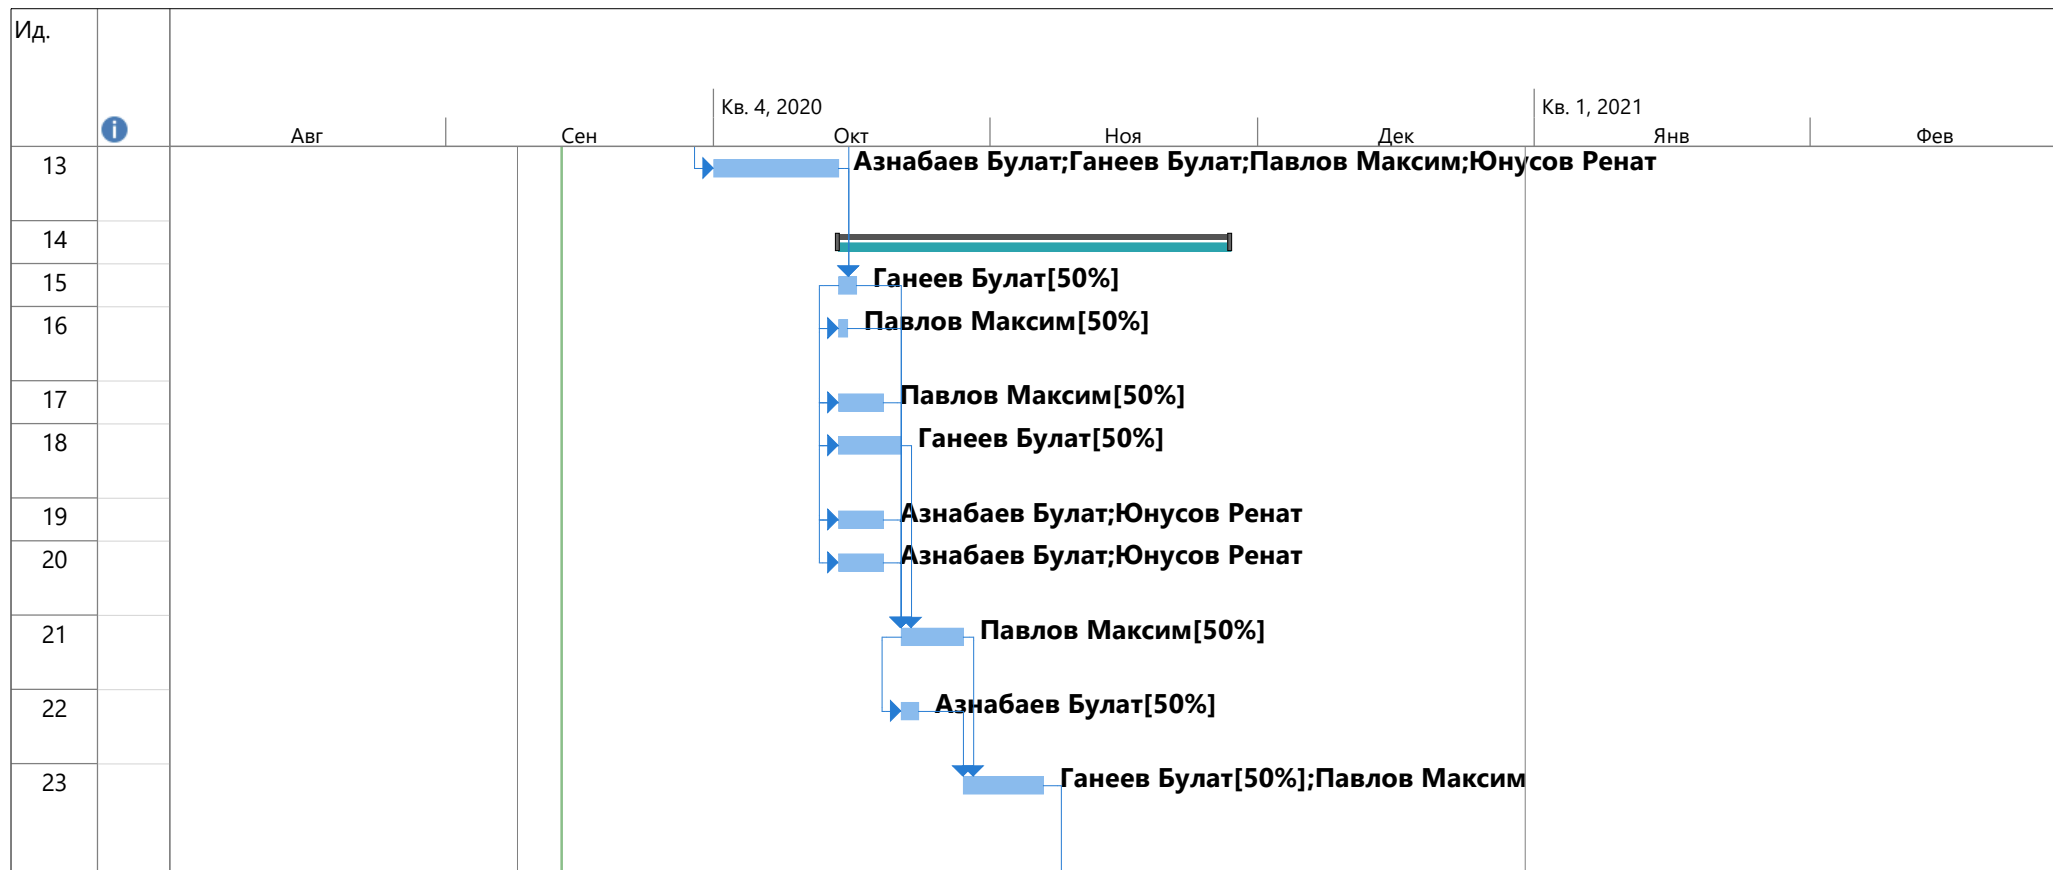 Ид.
Кв. 4, 2020
Кв. 1, 2021
Авг
Сен
Окт
Ноя
Дек
Янв
Фев
13
Азнабаев Булат;Ганеев Булат;Павлов Максим;Юнусов Ренат
14
15
Ганеев Булат[50%]
16
Павлов Максим[50%]
17
Павлов Максим[50%]
18
Ганеев Булат[50%]
19
Азнабаев Булат;Юнусов Ренат
20
Азнабаев Булат;Юнусов Ренат
21
Павлов Максим[50%]
22
Азнабаев Булат[50%]
23
Ганеев Булат[50%];Павлов Максим